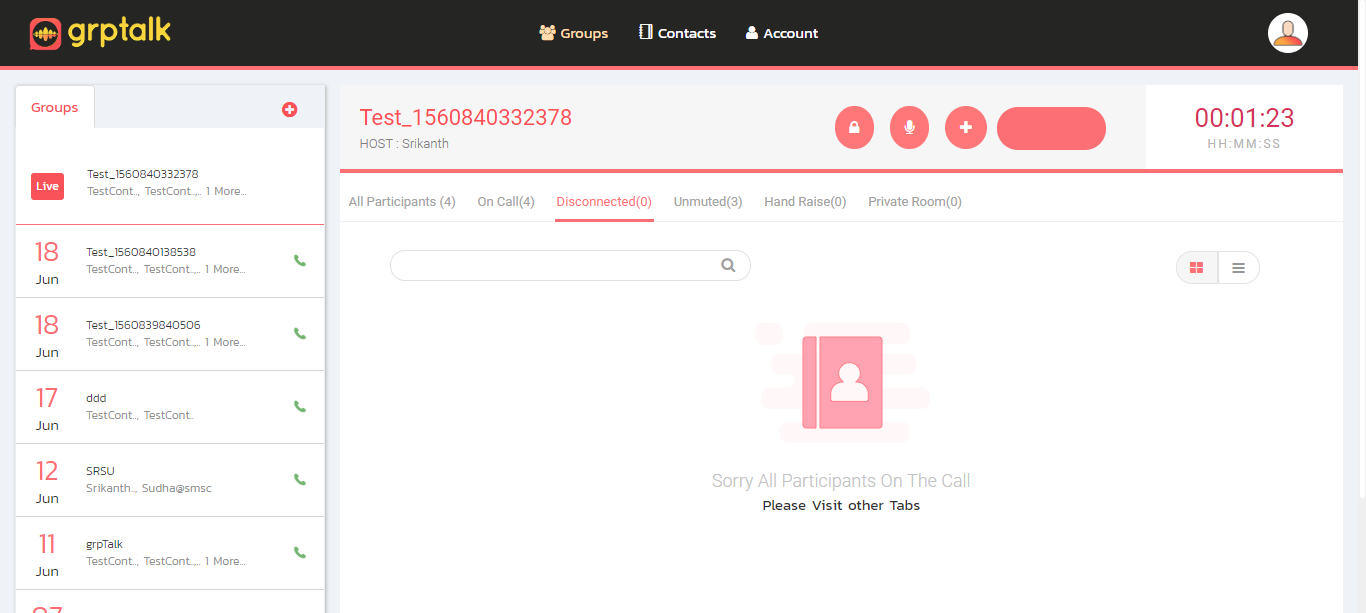 grptalk
Groups
Contacts
Account
Groups
Live
Test_1560840332378
TestCont.., TestCont..,.. 1 More...
18
Jun
Test_1560840138538
TestCont.., TestCont..,.. 1 More...
18
Jun
Test_1560839840506
TestCont.., TestCont..,.. 1 More...
17
Jun
ddd
TestCont.., TestCont..
12
Jun
SRSU
Srikanth.., Sudha@smsc
11
Jun
grpTalk
TestCont.., TestCont..,.. 1 More...
Test_1560840332378
HOST : Srikanth
00:01:23
HH:MM:SS
All Participants (4)
On Call(4)
Disconnected(0)
Unmuted(3)
Hand Raise(0)
Private Room(0)
Sorry All Participants On The Call
Please Visit other Tabs